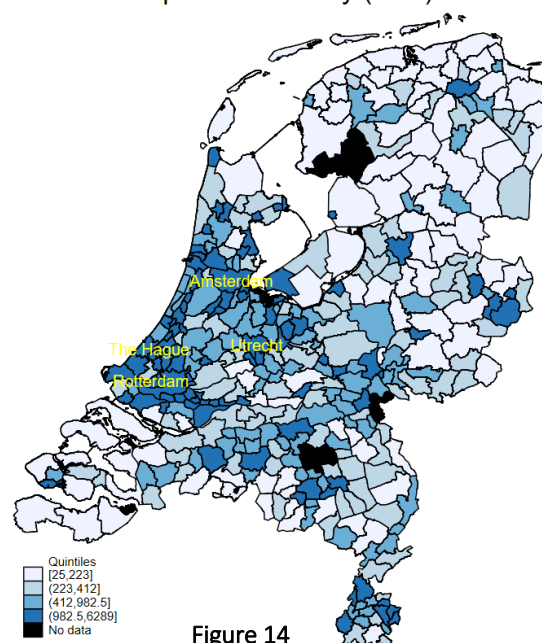 Amsterdam
Utrecht
The Hague
Rotterdam
Quintiles
[25,223]
(223,412]
(412,982.5]
(982.5,6289]
No data
Figure 14